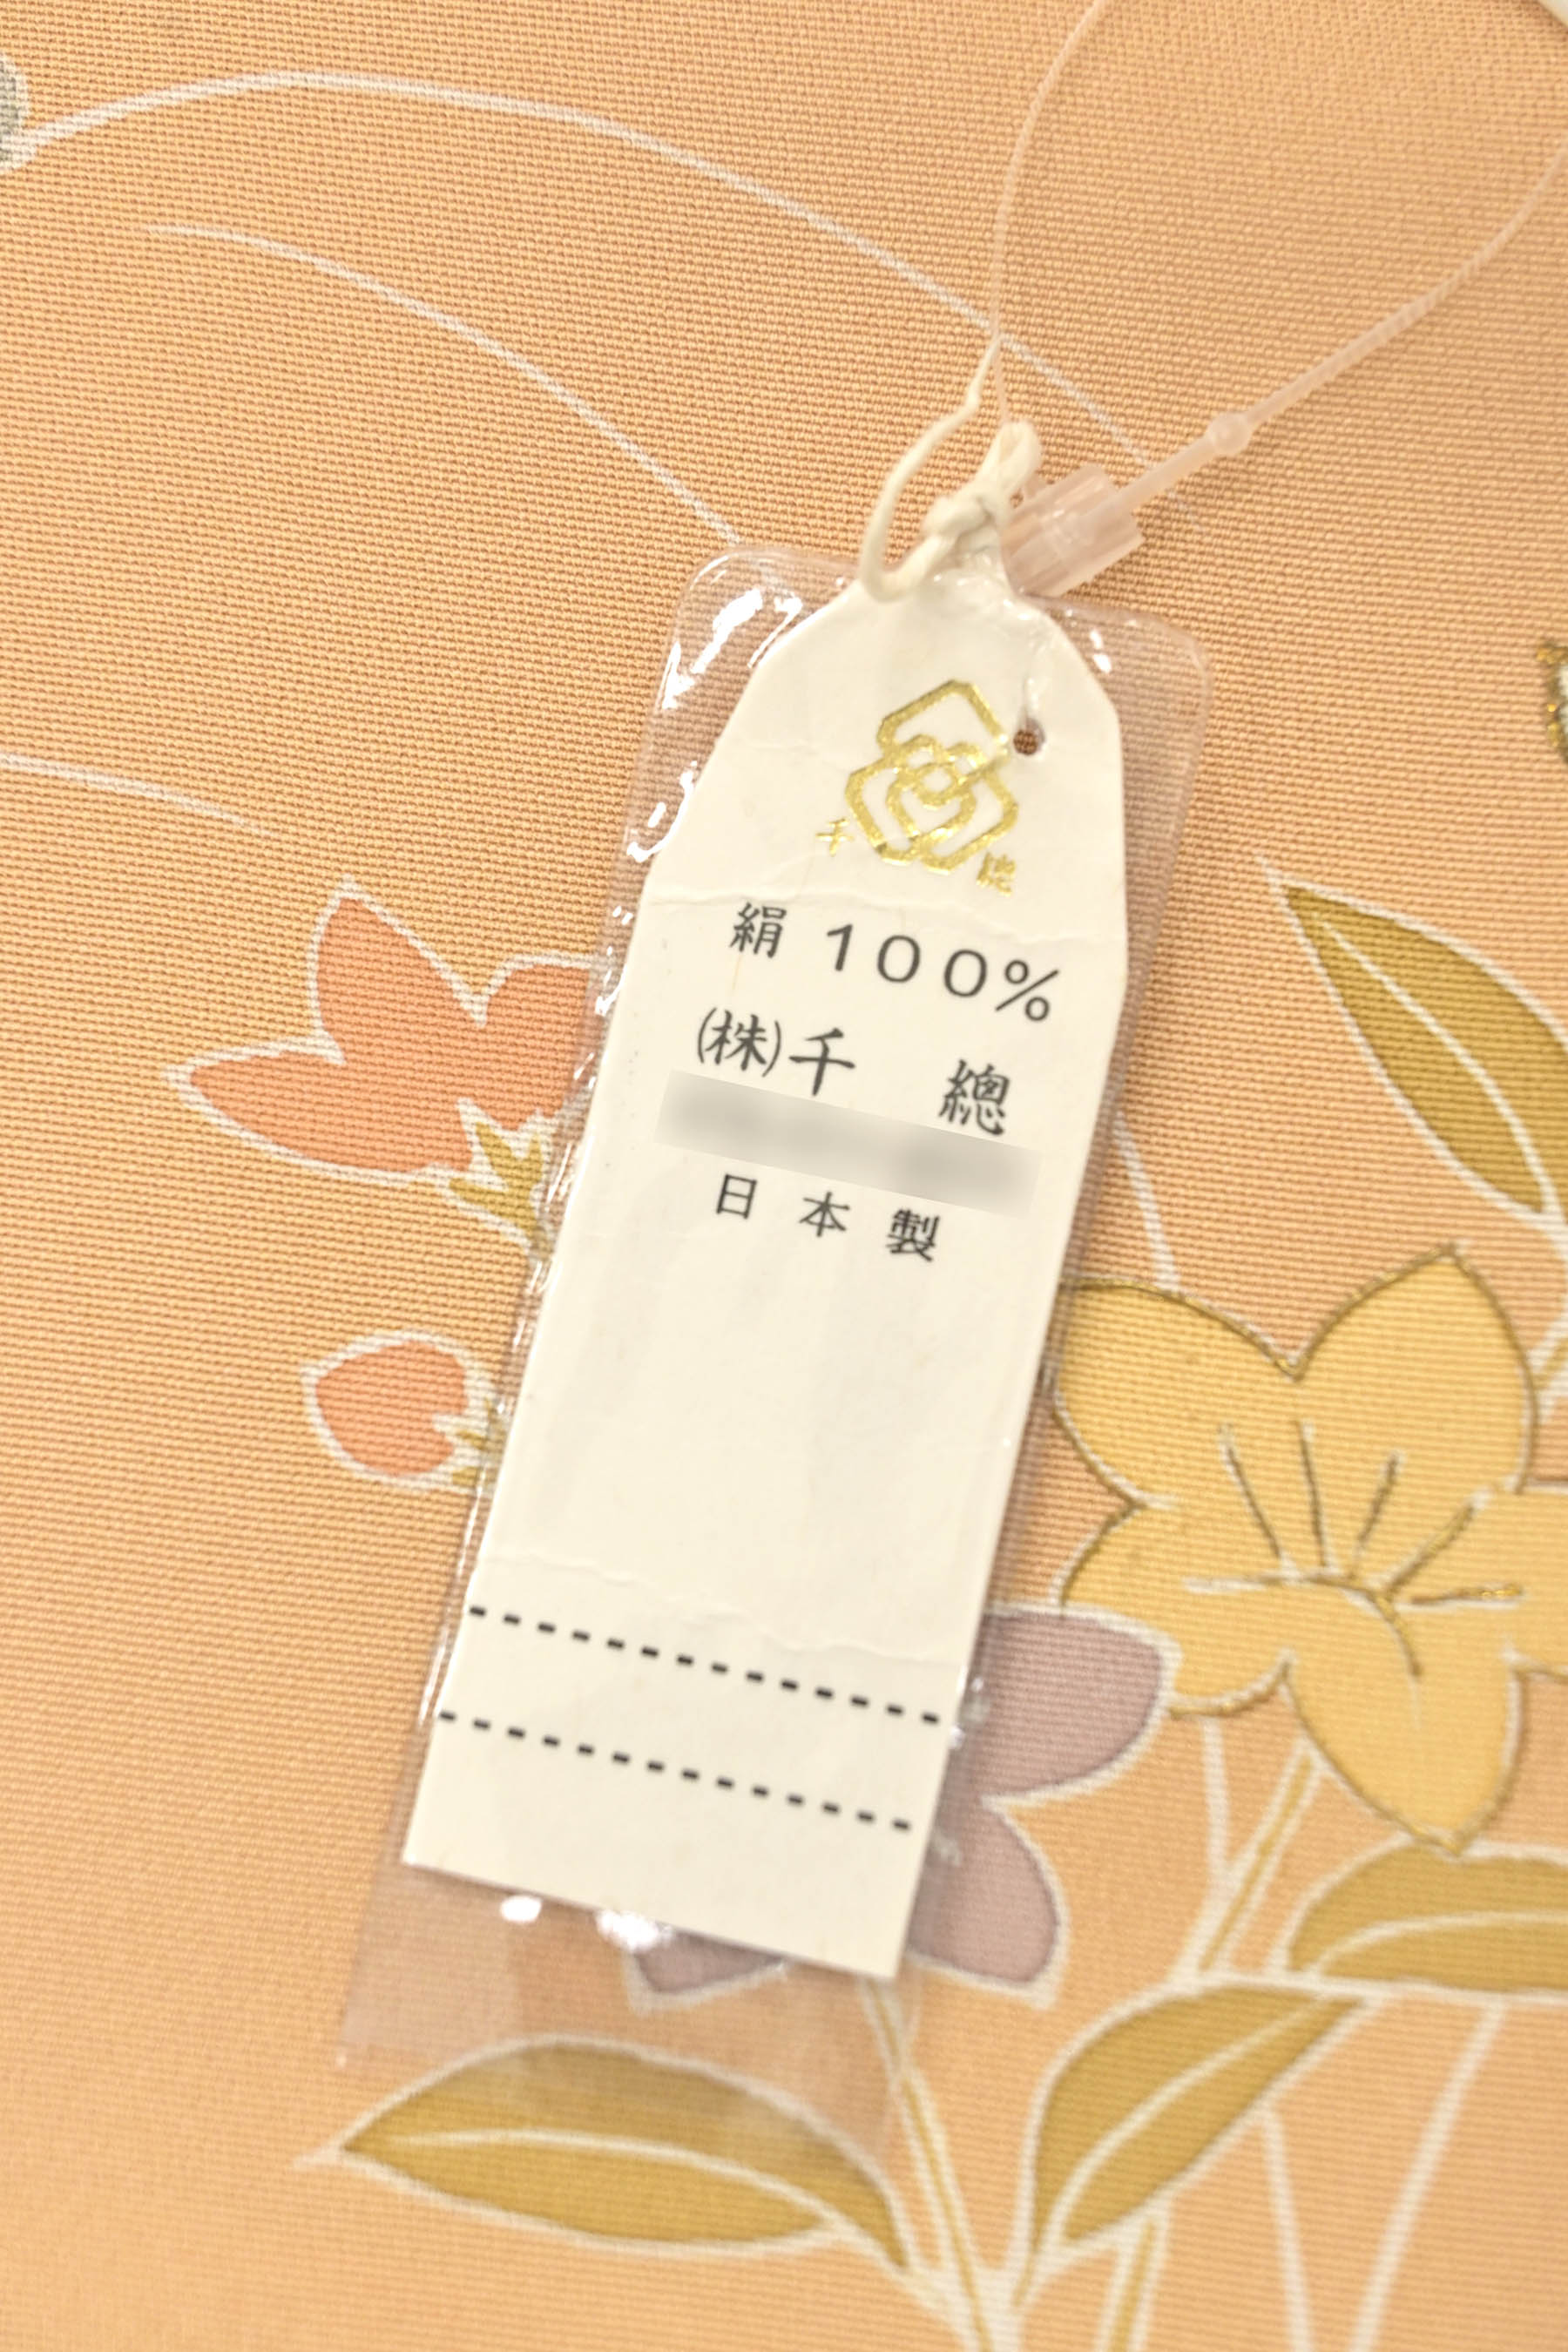 千總
絹 100%
(株)千 總
日本製